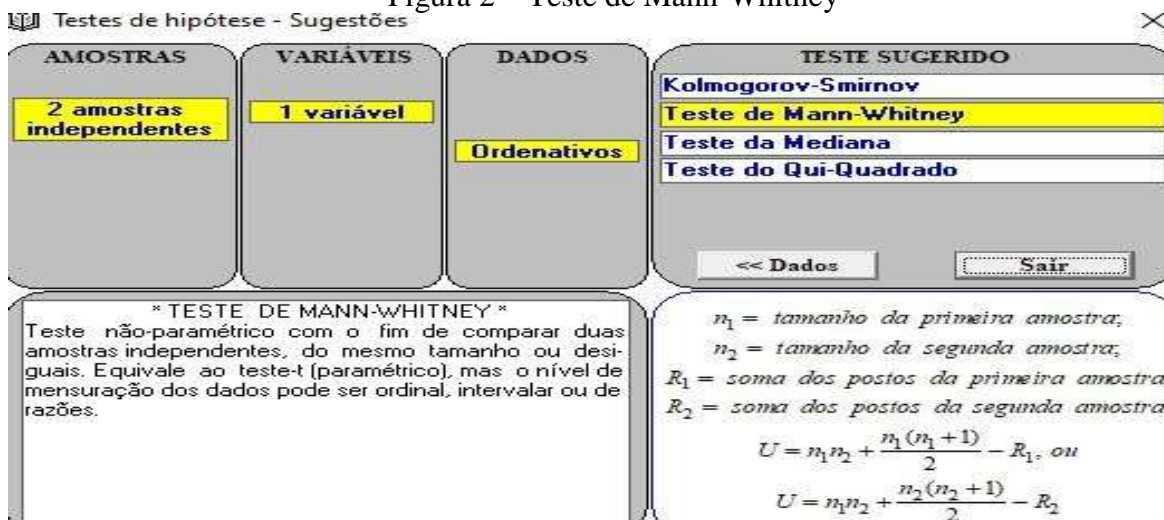 Figura 2 – Teste de Mann-Whitney
Testes de hipótese - Sugestões
AMOSTRAS
2 amostras
independentes
VARIÁVEIS
1 variável
DADOS
Ordenativos
TESTE SUGERIDO
Kolmogorov-Smirnov
Teste de Mann-Whitney
Teste da Mediana
Teste do Qui-Quadrado
<< Dados
Sair
* TESTE DE MANN-WHITNEY *
Teste não-paramétrico com o fim de comparar duas
amostras independentes, do mesmo tamanho ou desi-
guais. Equivale ao teste-t (paramétrico), mas o nível de
mensuração dos dados pode ser ordinal, intervalar ou de
razões.
n₁ = tamanho da primeira amostra;
n₂ = tamanho da segunda amostra;
R₁ = soma dos postos da primeira amostra
R₂ = soma dos postos da segunda amostra
U = n₁n₂ + n₁(n₁+1)/2 − R₁, ou
U = n₁n₂ + n₂(n₂+1)/2 − R₂